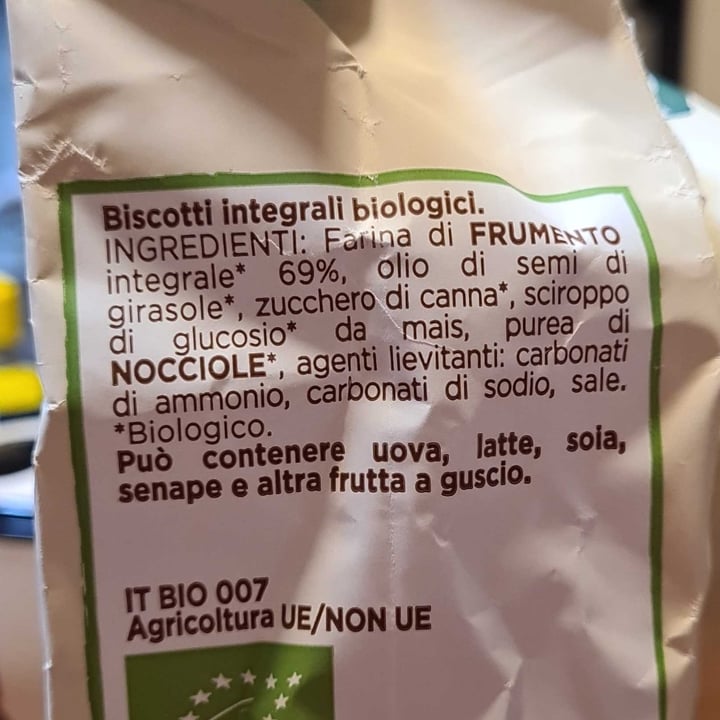 Biscotti integrali biologici.
INGREDIENTI: Farina di FRUMENTO
integrale* 69%, olio di semi di
girasole*, zucchero di canna*, sciroppo
di glucosio* da mais, purea di
NOCCIOLE*, agenti lievitanti: carbonati
di ammonio, carbonati di sodio, sale.
*Biologico.
Può contenere uova, latte, soia,
senape e altra frutta a guscio.
IT BIO 007
Agricoltura UE/NON UE